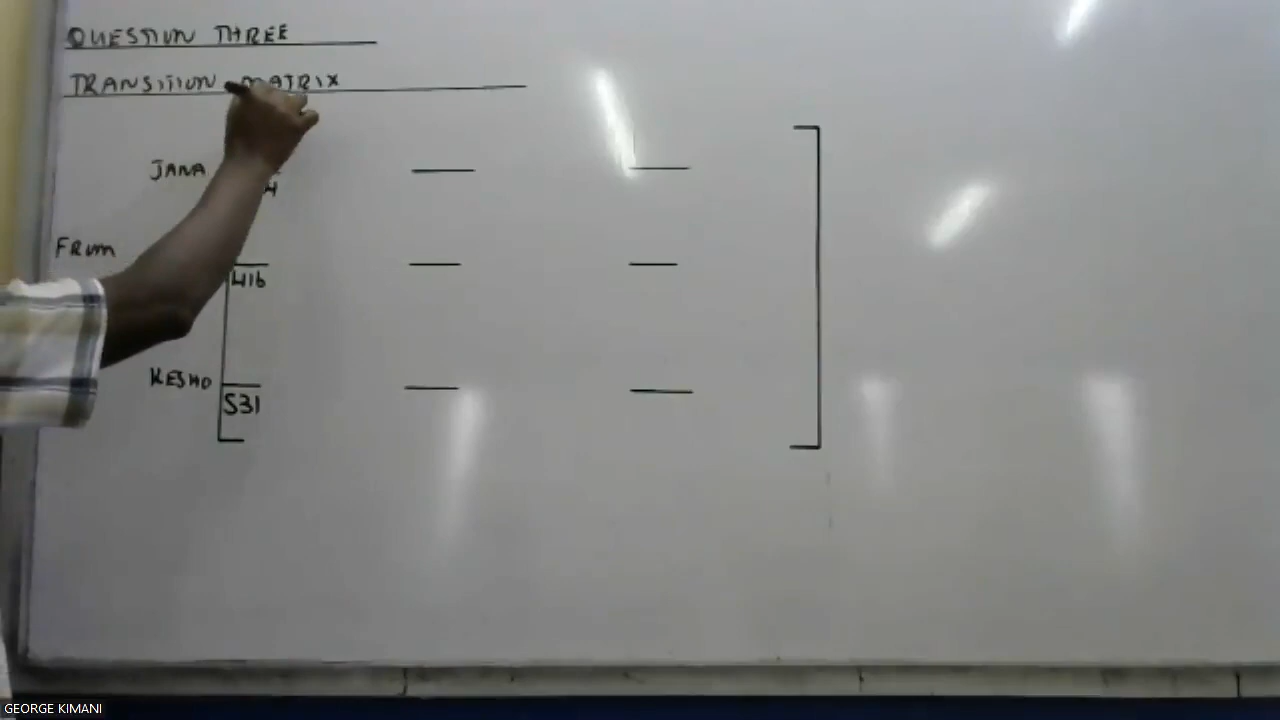 QUESTION THREE
TRANSITION MATRIX
JANA
FROM
416
KESHO
531
GEORGE KIMANI